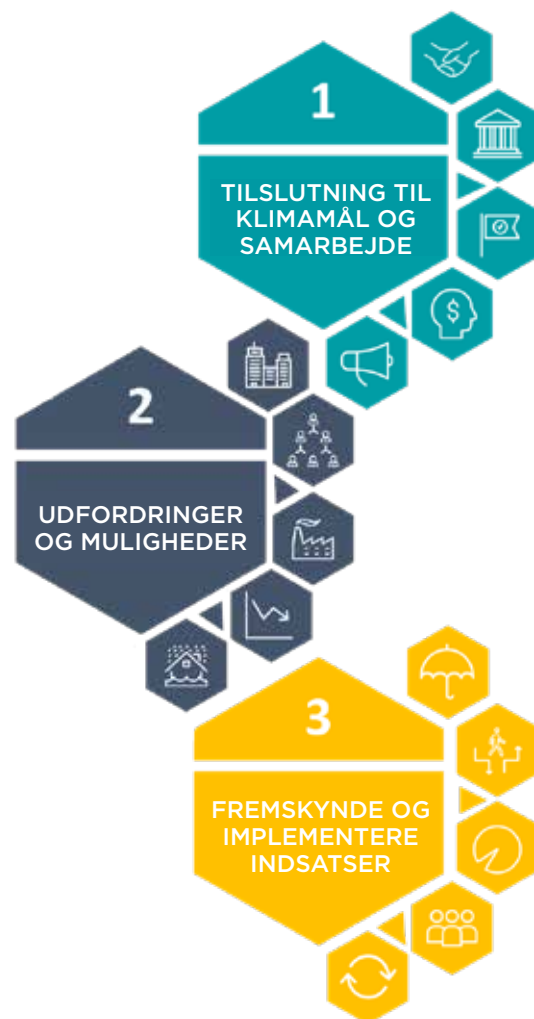 1
TILSLUTNING TIL
KLIMAMÅL OG
SAMARBEJDE
2
UDFORDRINGER
OG MULIGHEDER
3
FREMSKYNDE OG
IMPLEMENTERE
INDSATSER